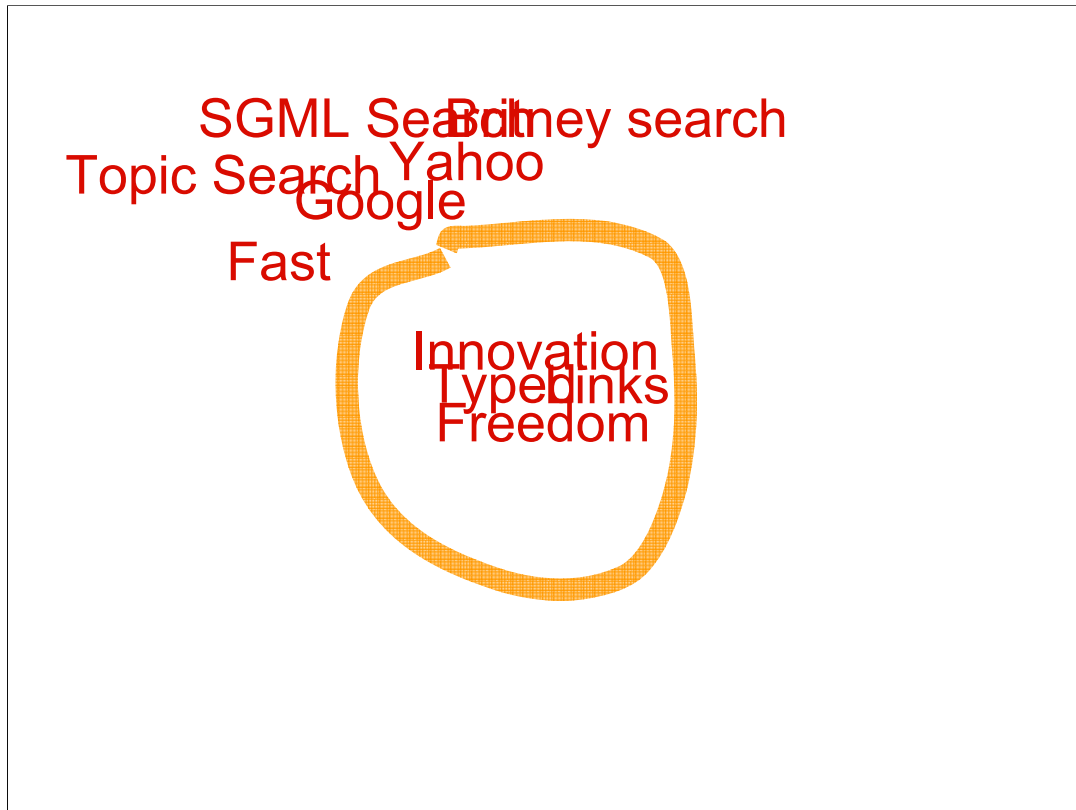 SGML Search Britney search
Yahoo
Topic Search
Google
Fast
Innovation
Typed Links
Freedom